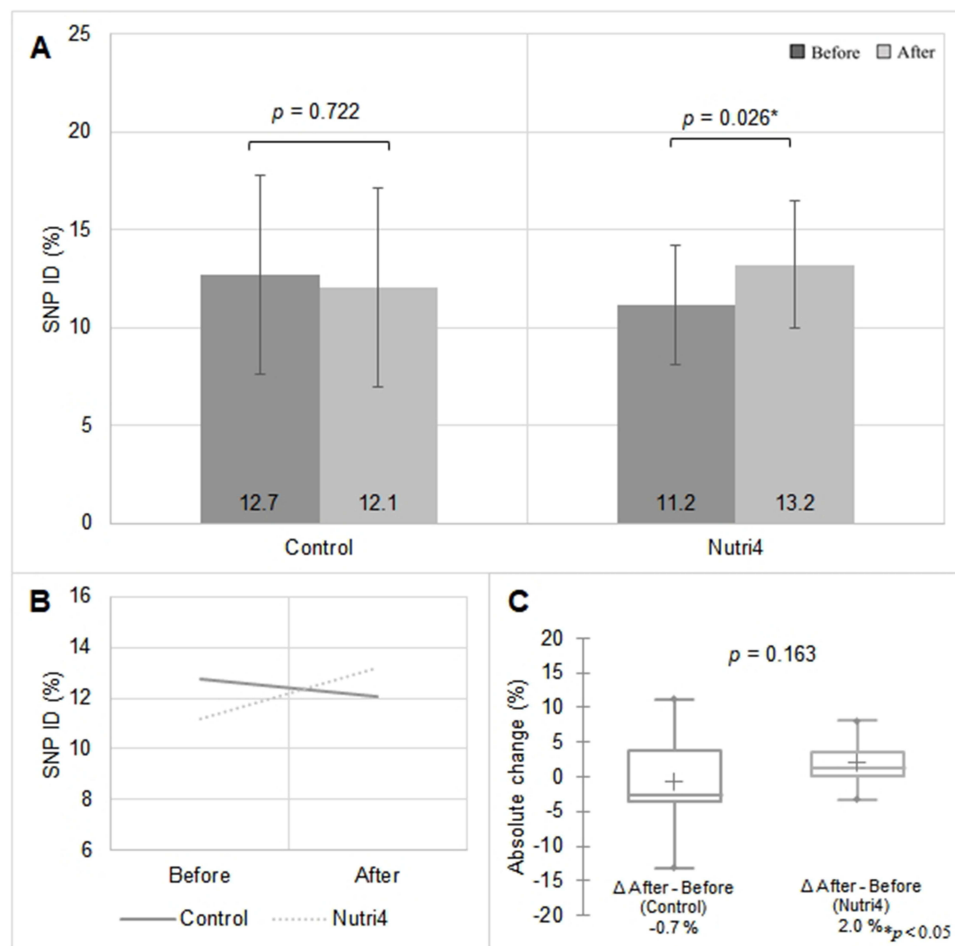 A
25
20
15
10
5
0
SNP ID (%)
Before After
p = 0.722
p = 0.026*
12.7 12.1 11.2 13.2
Control Nutri4
B
16
14
12
10
8
6
SNP ID (%)
Before After
Control Nutri4
C
20
15
10
5
0
-5
-10
-15
-20
Absolute change (%)
p = 0.163
Δ After - Before
(Control)
-0.7 %
Δ After - Before
(Nutri4)
2.0 %
*p<0.05